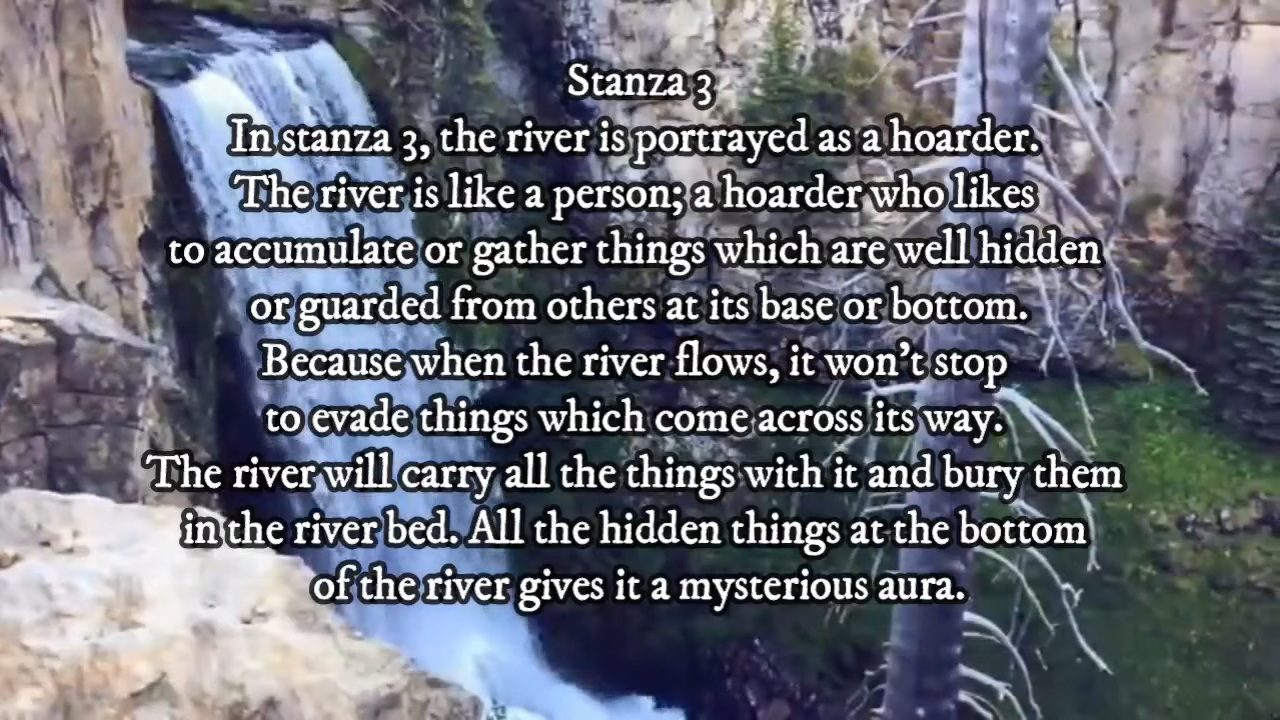 Stanza 3
In stanza 3, the river is portrayed as a hoarder.
The river is like a person; a hoarder who likes
to accumulate or gather things which are well hidden
or guarded from others at its base or bottom.
Because when the river flows, it won't stop
to evade things which come across its way.
The river will carry all the things with it and bury them
in the river bed. All the hidden things at the bottom
of the river gives it a mysterious aura.